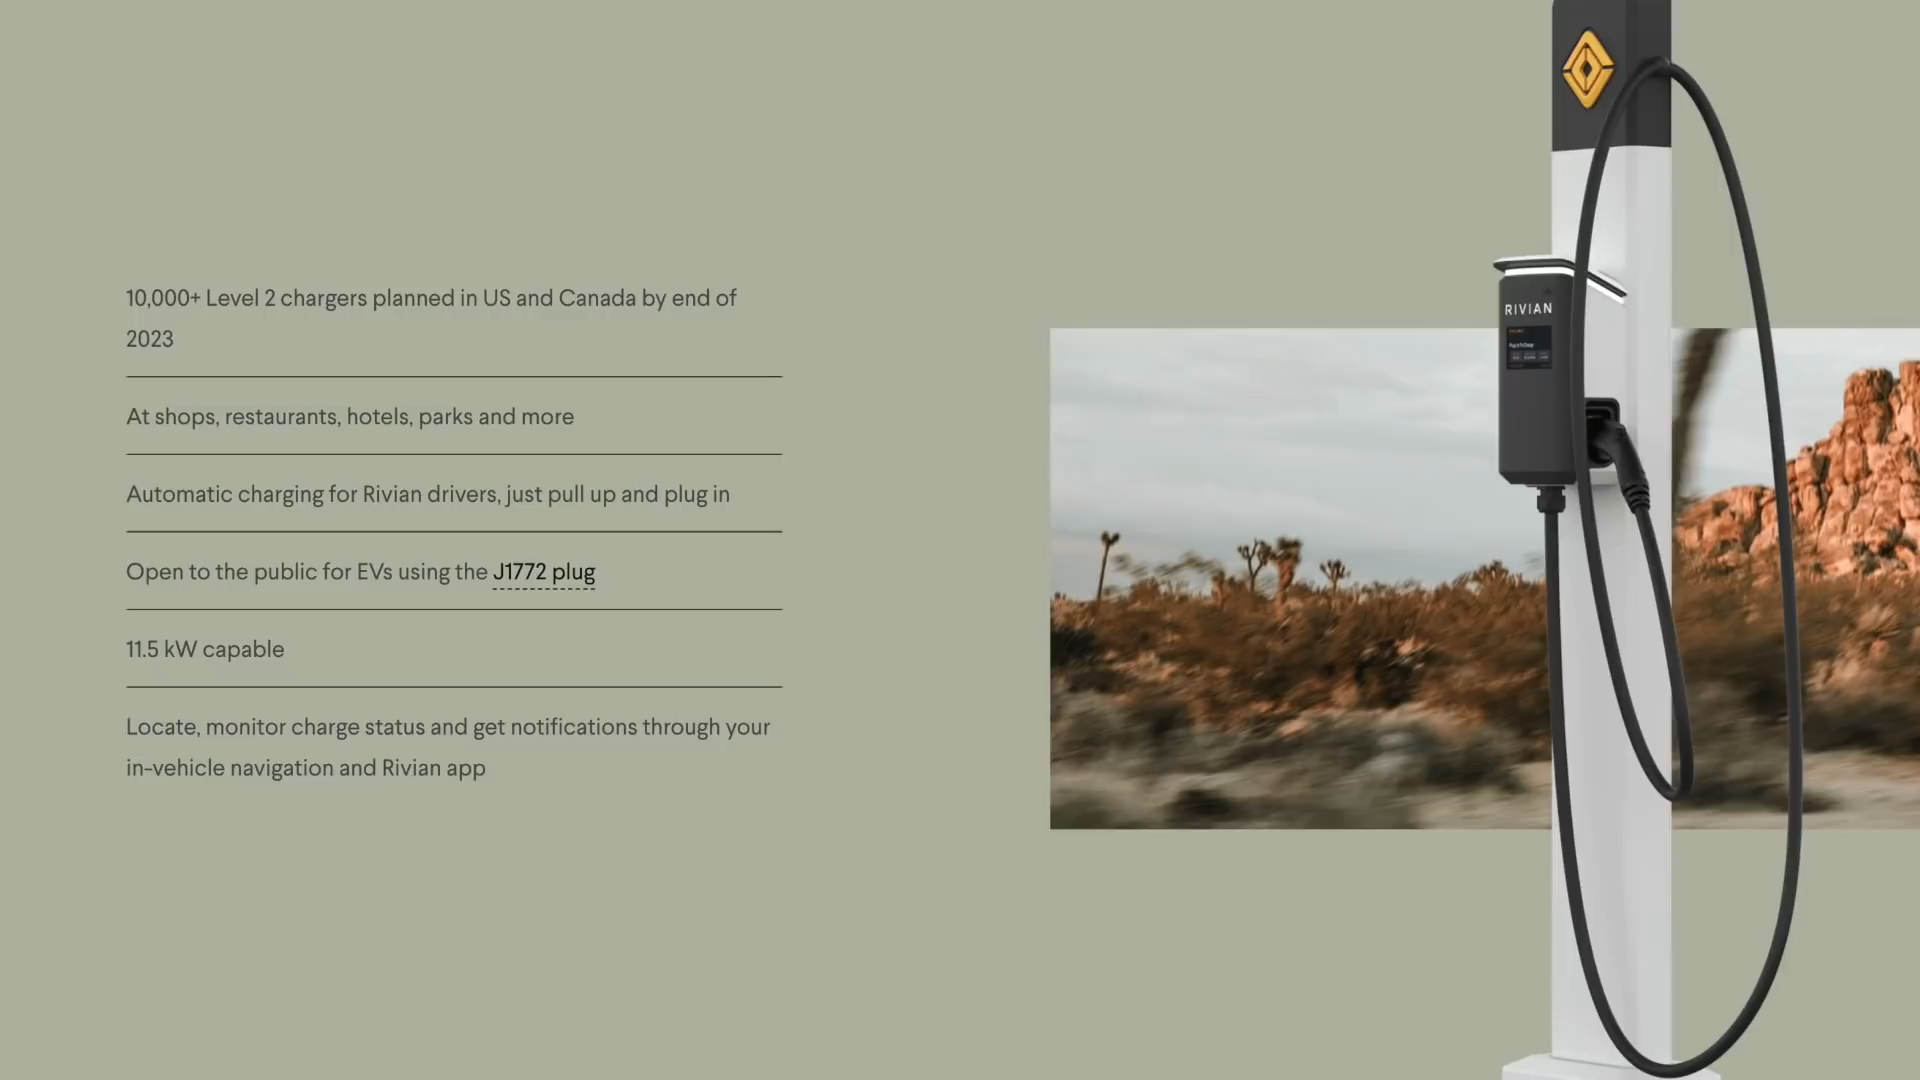 10,000+ Level 2 chargers planned in US and Canada by end of
2023
At shops, restaurants, hotels, parks and more
Automatic charging for Rivian drivers, just pull up and plug in
Open to the public for EVs using the J1772 plug
11.5 kW capable
Locate, monitor charge status and get notifications through your
in-vehicle navigation and Rivian app
RIVIAN